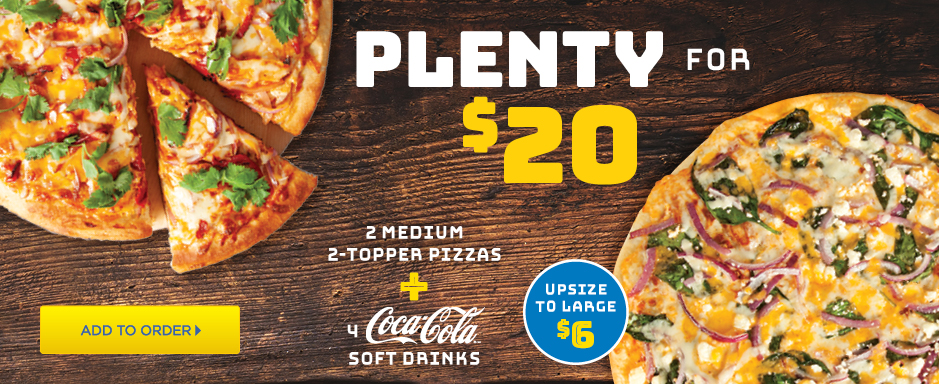 PLENTY FOR
$20
2 MEDIUM
2-TOPPER PIZZAS
+
4 Coca-Cola
SOFT DRINKS
UPSIZE
TO LARGE
$6
ADD TO ORDER